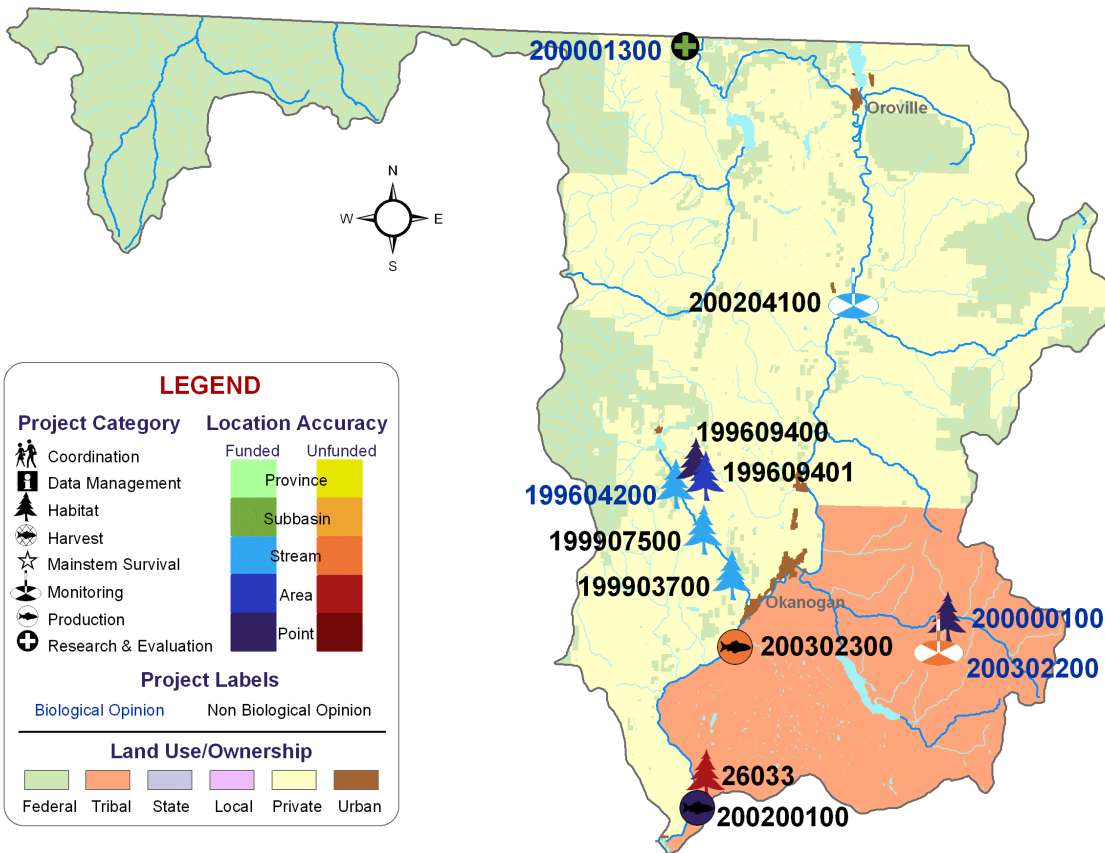 200001300
Oroville
N
W E
S
200204100
LEGEND
Project Category Location Accuracy
Funded Unfunded
Coordination
Data Management
Habitat
Harvest
Mainstem Survival
Monitoring
Production
Research & Evaluation
Province
Subbasin
Stream
Area
Point
Project Labels
Biological Opinion Non Biological Opinion
Land Use/Ownership
Federal Tribal State Local Private Urban
199609400
199609401
199604200
199907500
199903700
Okanogan
200000100
200302300
200302200
26033
200200100